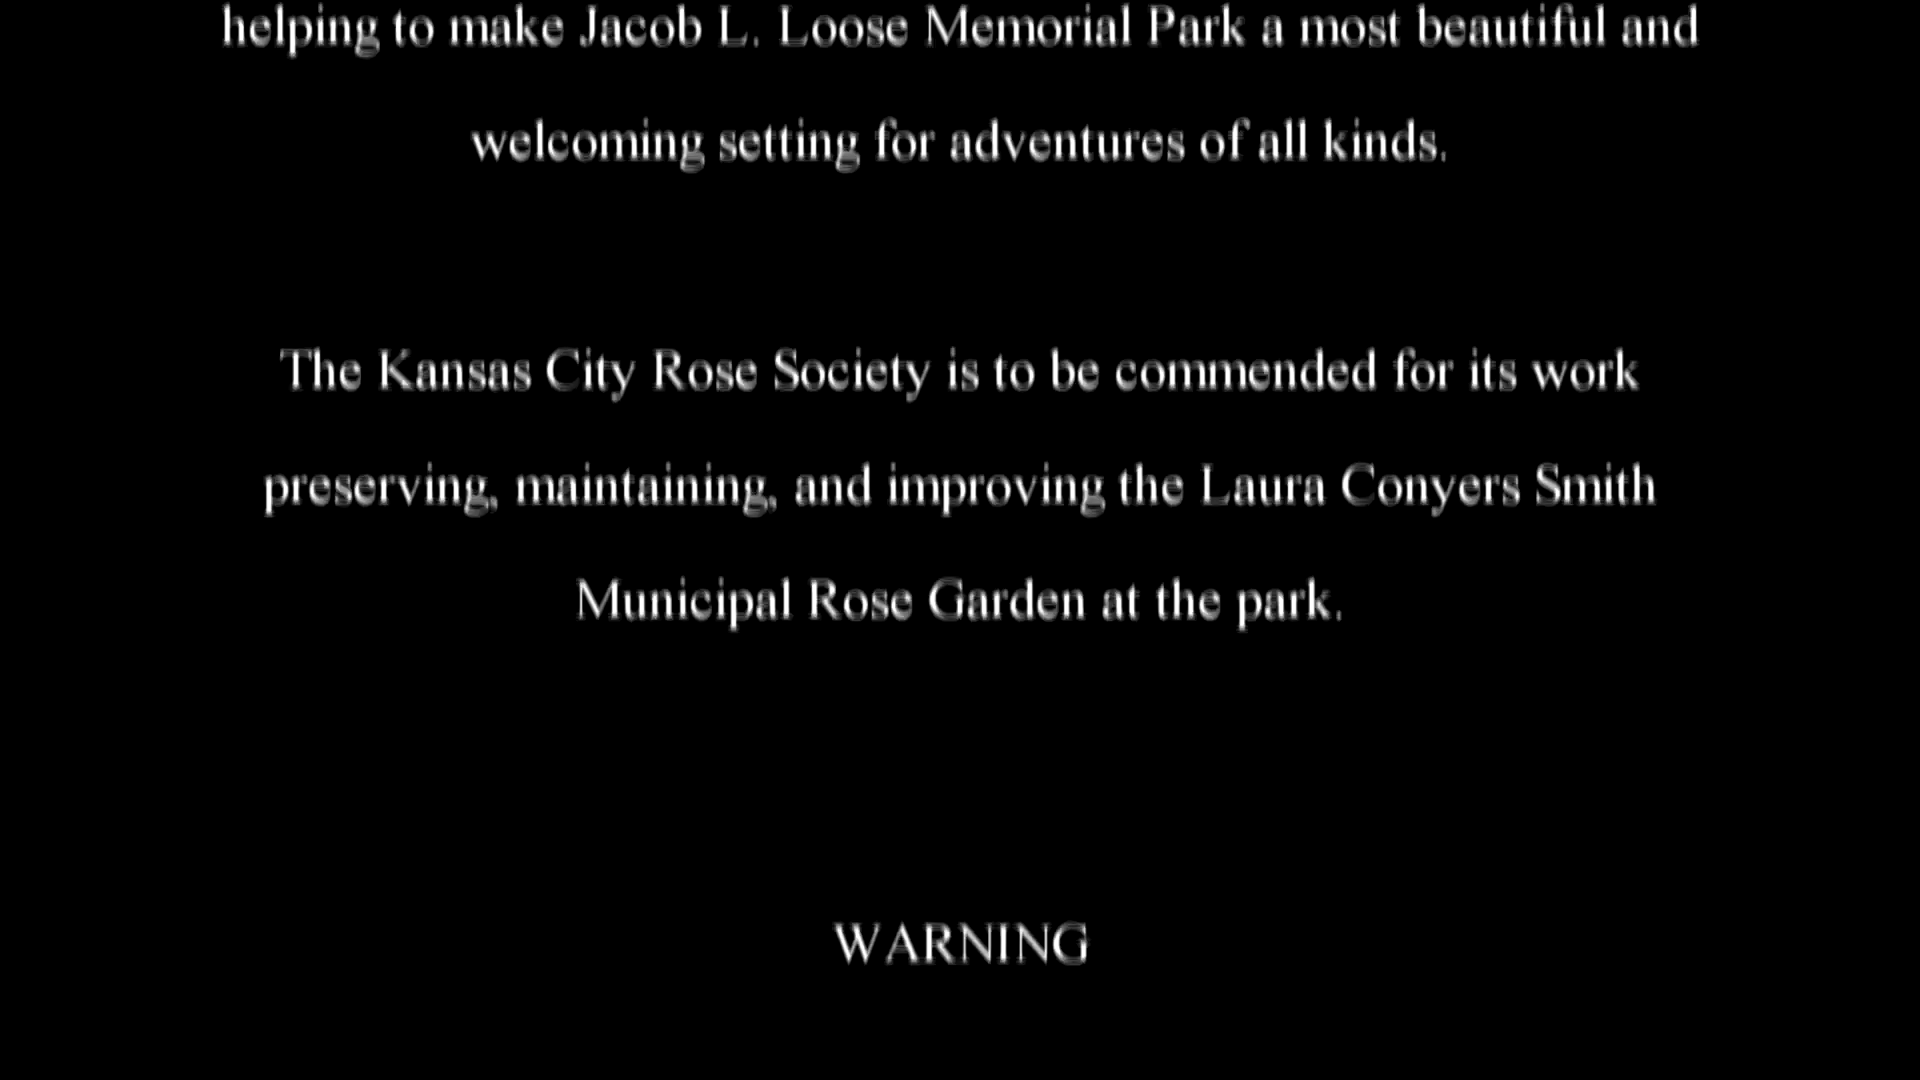 helping to make Jacob L. Loose Memorial Park a most beautiful and
welcoming setting for adventures of all kinds.
The Kansas City Rose Society is to be commended for its work
preserving, maintaining, and improving the Laura Conyers Smith
Municipal Rose Garden at the park.
WARNING